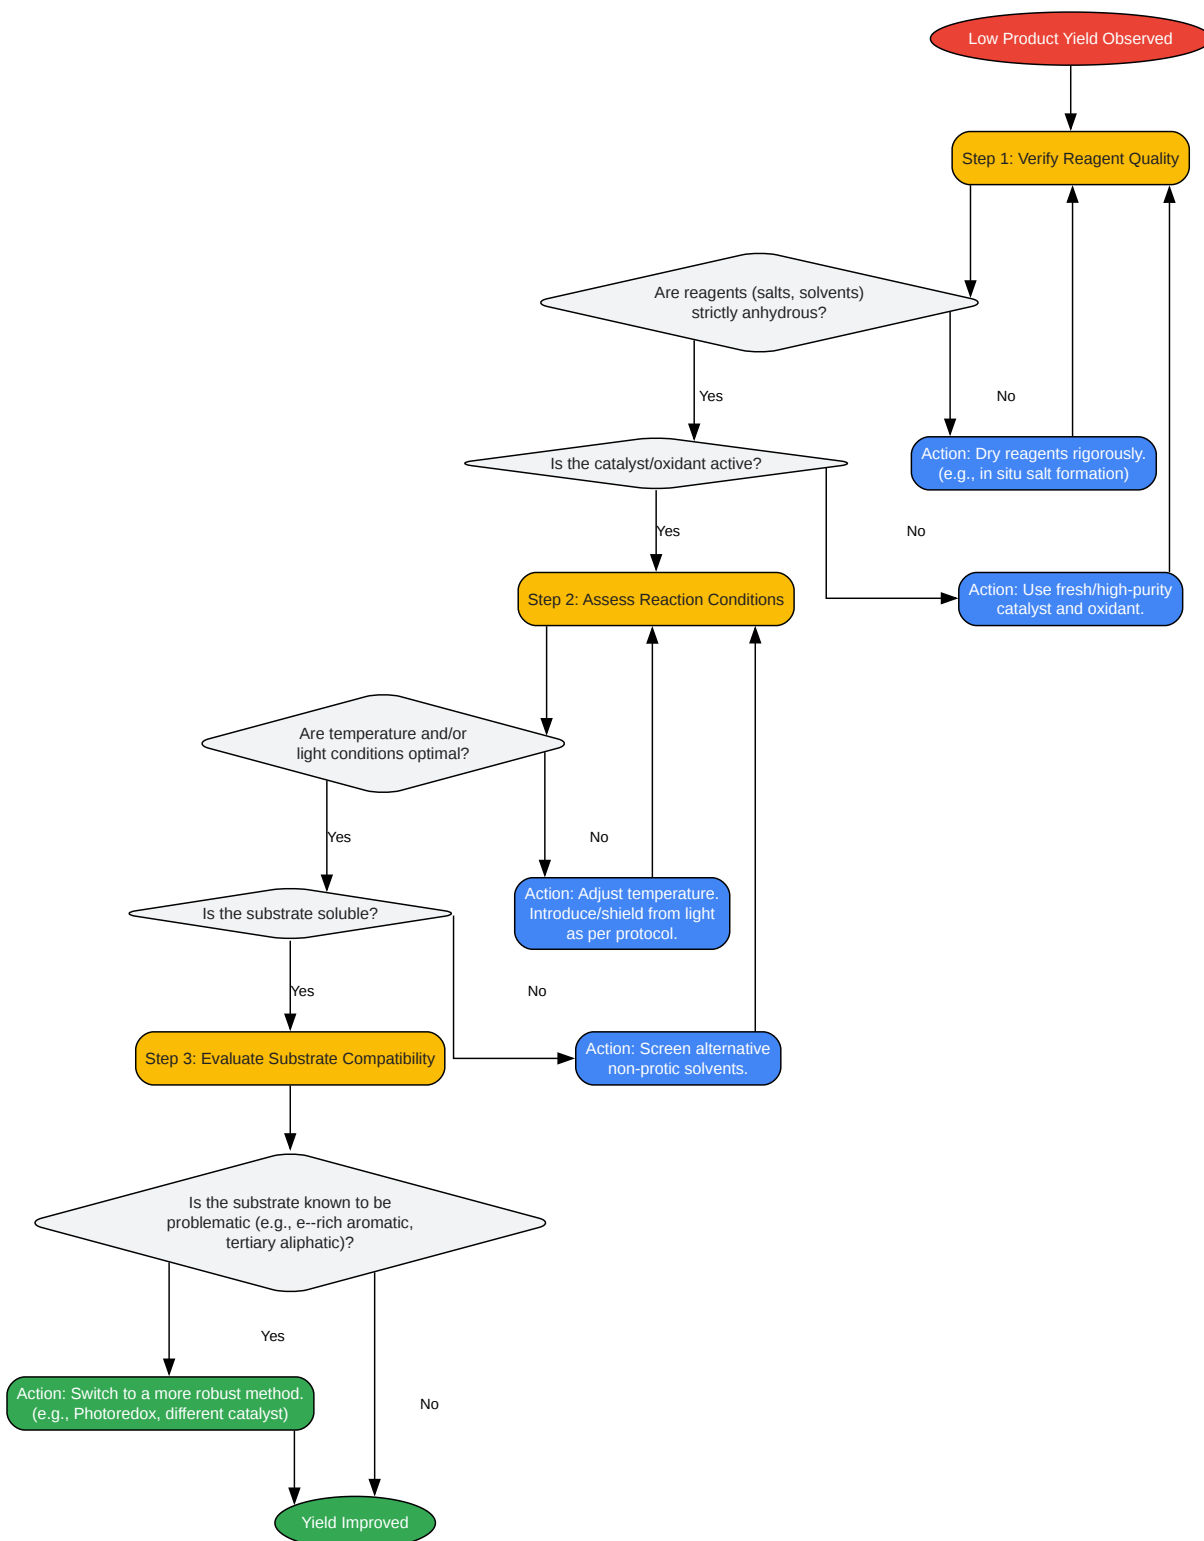 Low Product Yield Observed
Step 1: Verify Reagent Quality
Are reagents (salts, solvents)
strictly anhydrous?
Yes
No
Action: Dry reagents rigorously.
(e.g., in situ salt formation)
Is the catalyst/oxidant active?
Yes
No
Action: Use fresh/high-purity
catalyst and oxidant.
Step 2: Assess Reaction Conditions
Are temperature and/or
light conditions optimal?
Yes
No
Action: Adjust temperature.
Introduce/shield from light
as per protocol.
Is the substrate soluble?
Yes
No
Action: Screen alternative
non-protic solvents.
Step 3: Evaluate Substrate Compatibility
Is the substrate known to be
problematic (e.g., e--rich aromatic,
tertiary aliphatic)?
Yes
No
Action: Switch to a more robust method.
(e.g., Photoredox, different catalyst)
Yield Improved